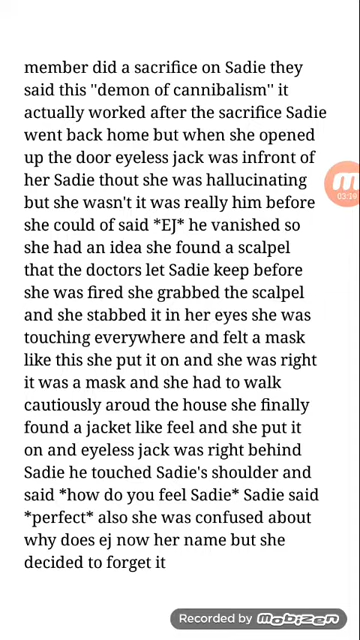 member did a sacrifice on Sadie they
said this "demon of cannibalism" it
actually worked after the sacrifice Sadie
went back home but when she opened
up the door eyeless jack was infront of
her Sadie thout she was hallucinating
but she wasn't it was really him before
she could of said *EJ* he vanished so
she had an idea she found a scalpel
that the doctors let Sadie keep before
she was fired she grabbed the scalpel
and she stabbed it in her eyes she was
touching everywhere and felt a mask
like this she put it on and she was right
it was a mask and she had to walk
cautiously aroud the house she finally
found a jacket like feel and she put it
on and eyeless jack was right behind
Sadie he touched Sadie's shoulder and
said *how do you feel Sadie* Sadie said
*perfect* also she was confused about
why does ej now her name but she
decided to forget it
03:19
Recorded by Mobizen